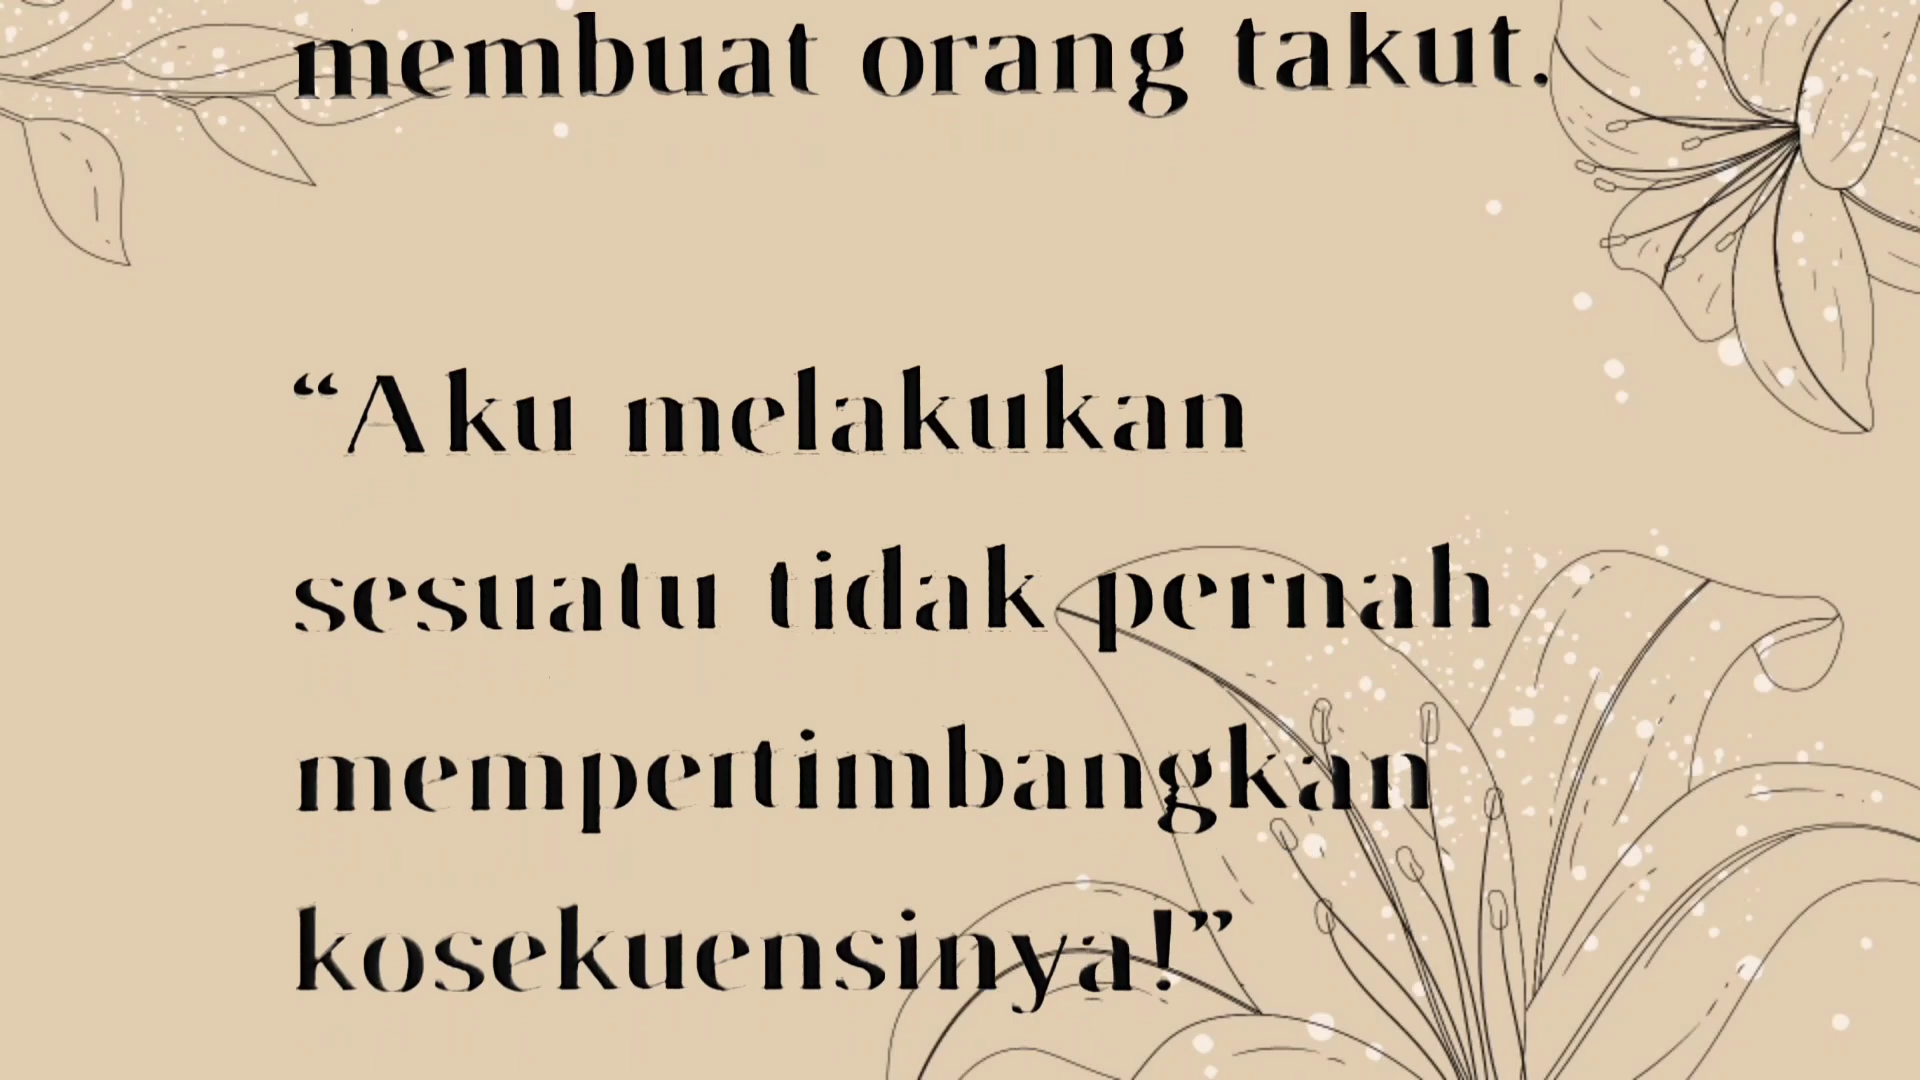 membuat orang takut.
“Aku melakukan
sesuatu tidak pernah
mempertimbangkan
kosekuensinya!”